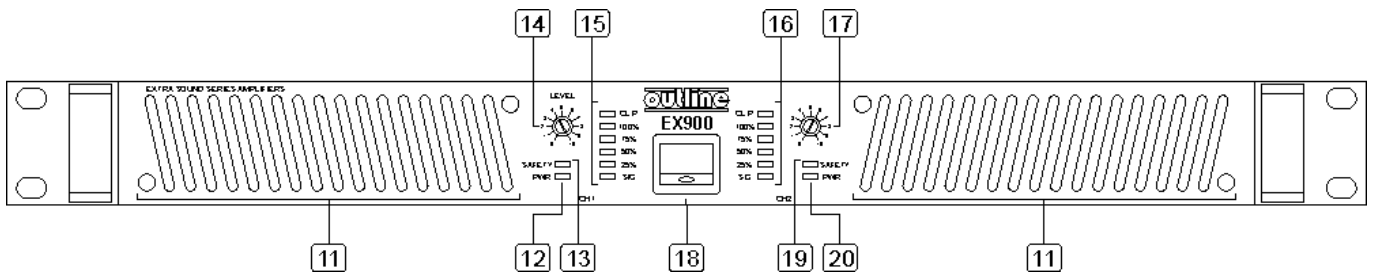 14 15 16 17
EXTRA SOUND SERIES AMPLIFIERS
LEVEL
outline
EX900
CLIP
100%
75%
50%
25%
SIG
CLIP
100%
75%
50%
25%
SIG
SAFETY
PWR
SAFETY
PWR
CH1
CH2
11 12 13 18 19 20 11